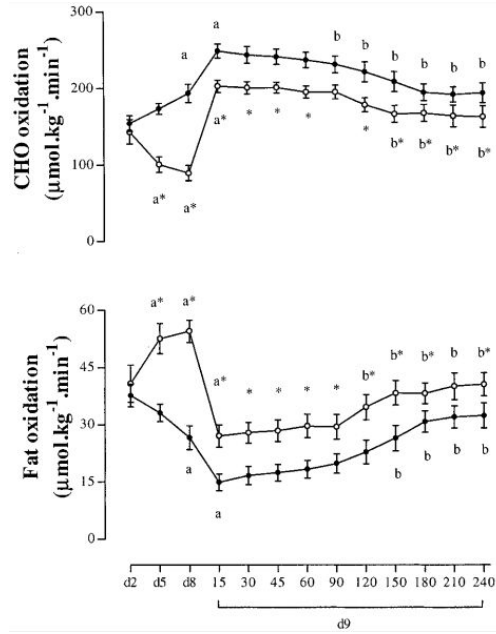 300
a
a
b
b
b
b
b
b
200
CHO oxidation
(μmol.kg⁻¹.min⁻¹)
a*
*
*
*
*
b*
b*
b*
b*
100
a*
a*
0
60
a*
a*
45
b*
b*
b*
b
b*
a*
*
*
*
*
Fat oxidation
(μmol.kg⁻¹.min⁻¹)
30
a
b
b
b
b
15
a
0
d2 d5 d8 15 30 45 60 90 120 150 180 210 240
d9